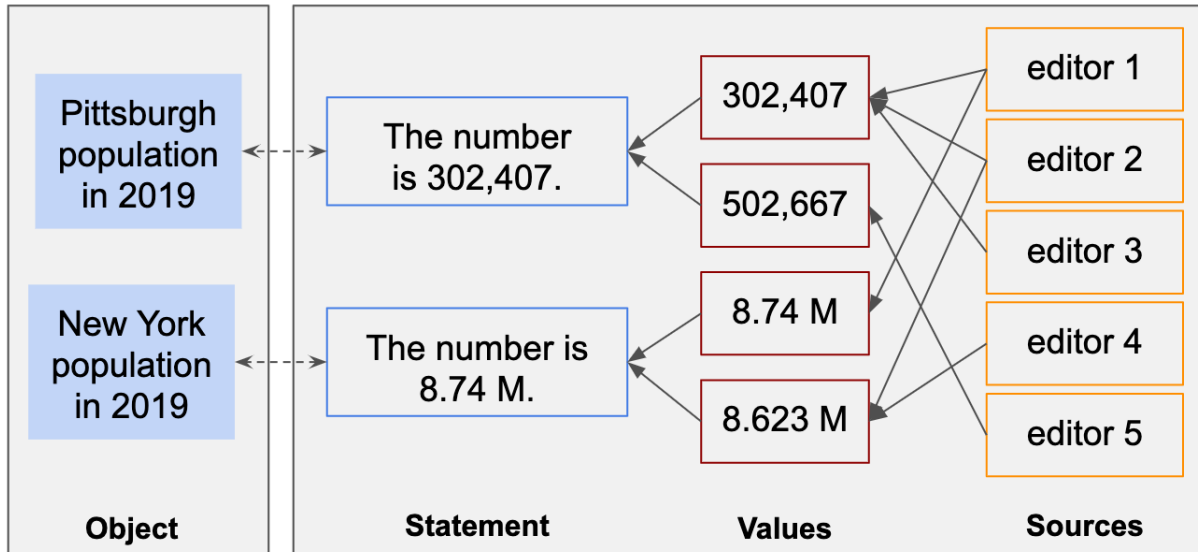 Pittsburgh
population
in 2019
New York
population
in 2019
Object
The number
is 302,407.
The number is
8.74 M.
Statement
302,407
502,667
8.74 M
8.623 M
Values
editor 1
editor 2
editor 3
editor 4
editor 5
Sources